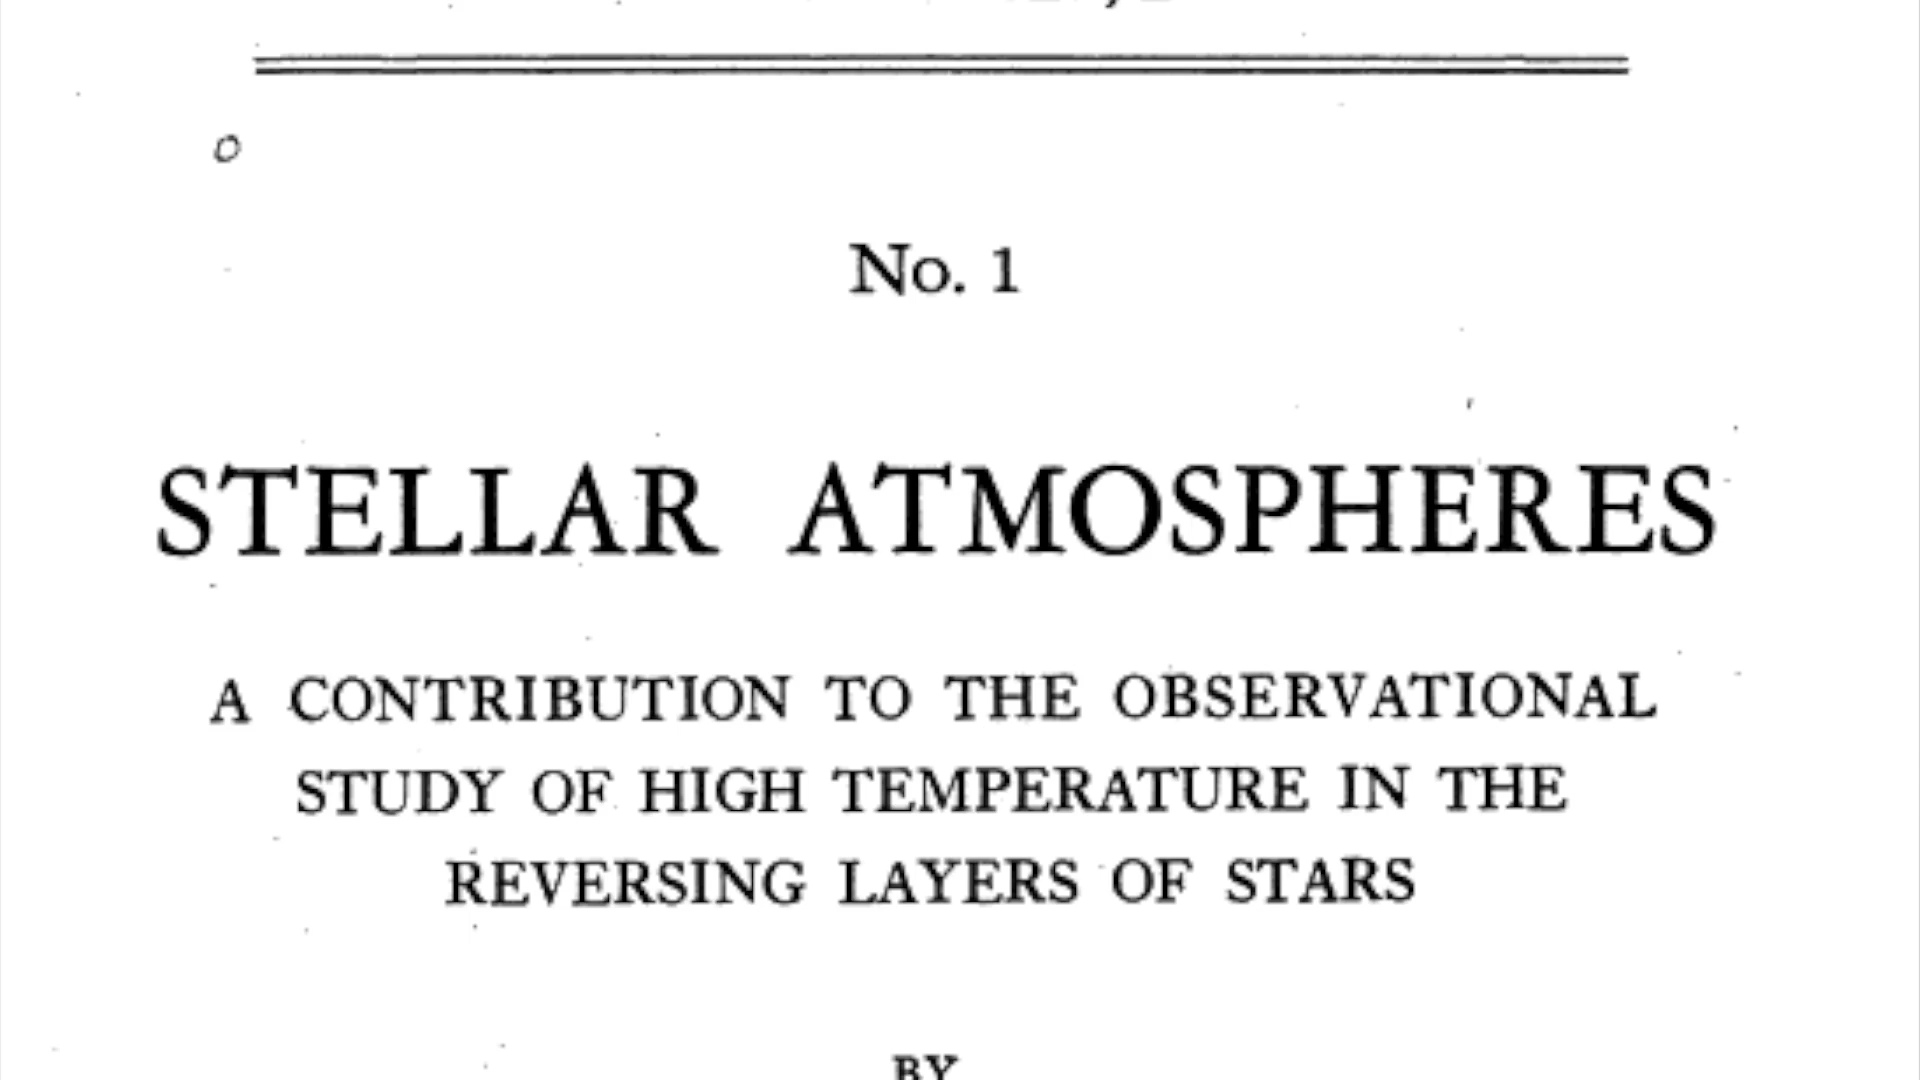 No. 1
STELLAR ATMOSPHERES
A CONTRIBUTION TO THE OBSERVATIONAL
STUDY OF HIGH TEMPERATURE IN THE
REVERSING LAYERS OF STARS
BY